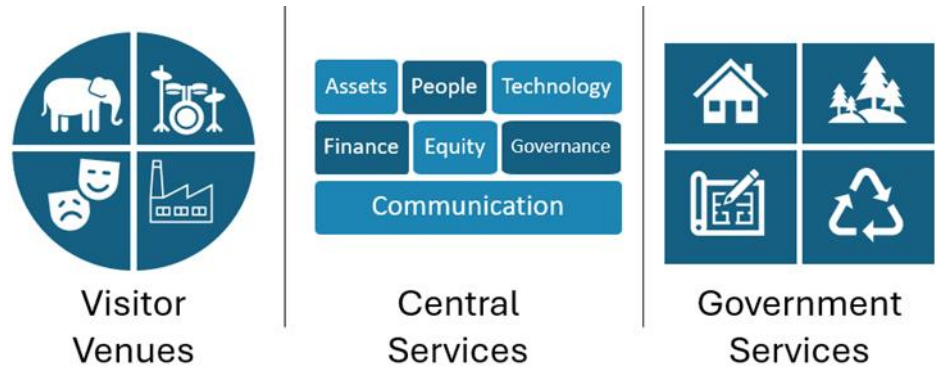 Assets People Technology
Finance Equity Governance
Communication
Visitor
Venues
Central
Services
Government
Services